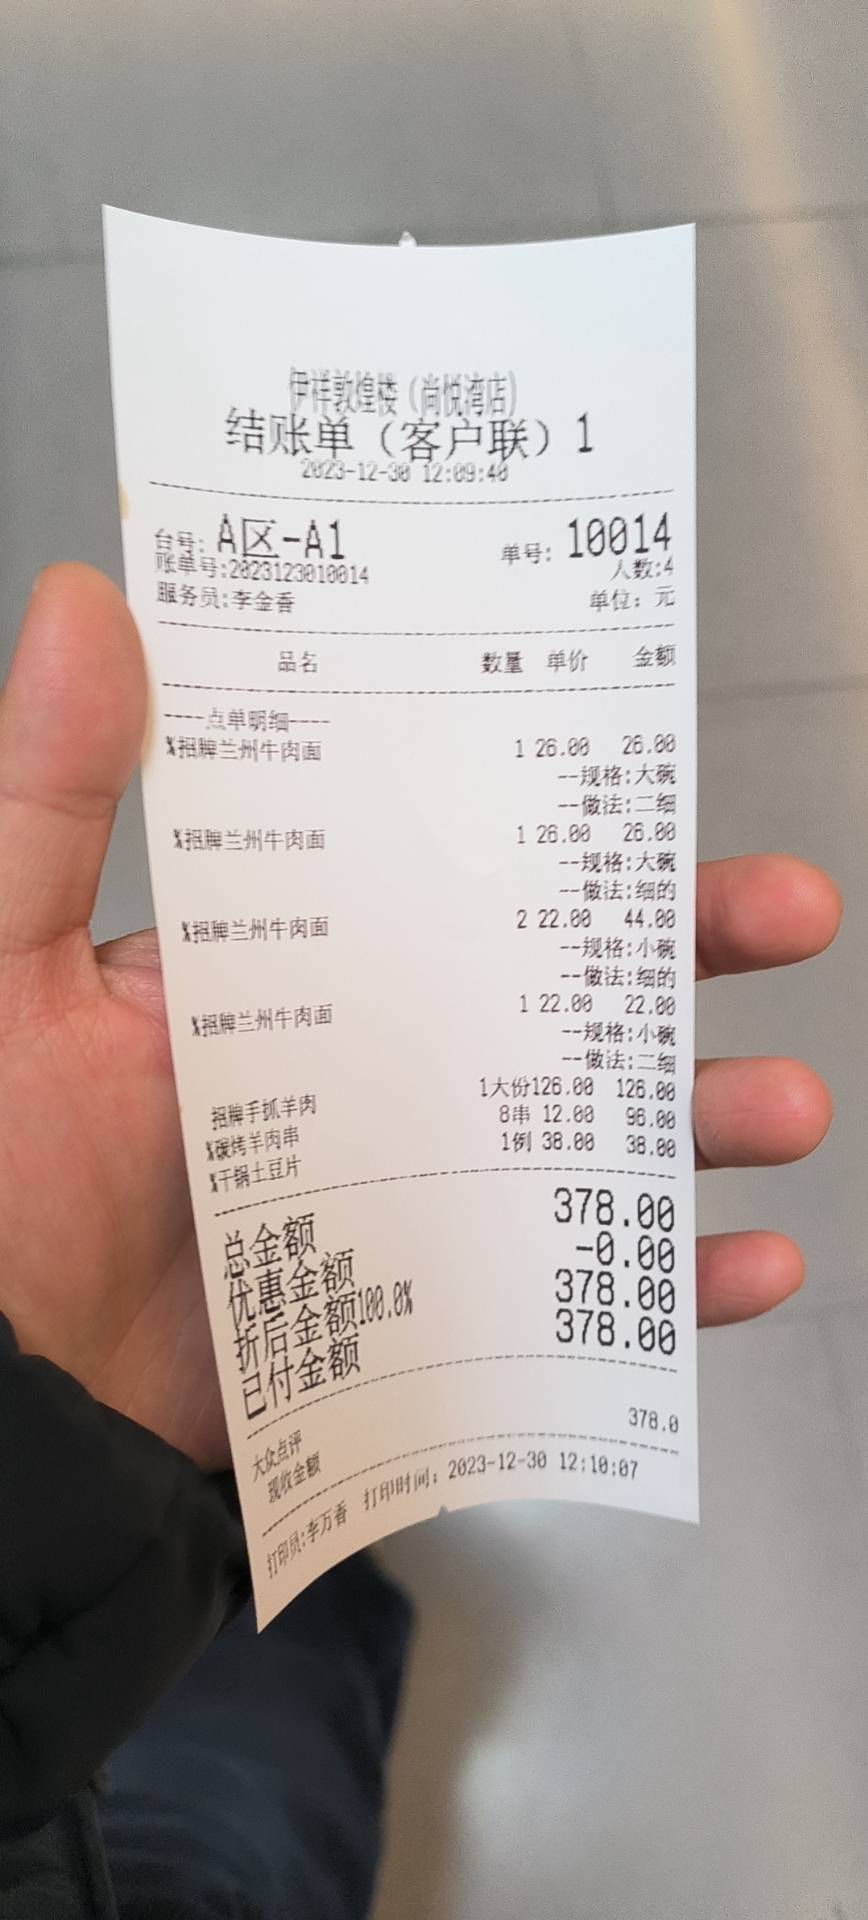 伊祥敦煌楼（尚悦湾店）
结账单（客户联）1
2023-12-30 12:09:40
台号: A区-A1 单号: 10014
账单号:2023123010014 人数:4
服务员:李金香 单位: 元
品名 数量 单价 金额
----点单明细----
%招牌兰州牛肉面 1 26.00 26.00
--规格:大碗
--做法:二细
%招牌兰州牛肉面 1 26.00 26.00
--规格:大碗
--做法:细的
%招牌兰州牛肉面 2 22.00 44.00
--规格:小碗
--做法:细的
%招牌兰州牛肉面 1 22.00 22.00
--规格:小碗
--做法:二细
招牌手抓羊肉 1大份126.00 126.00
%碳烤羊肉串 8串 12.00 96.00
%干锅土豆片 1例 38.00 38.00
总金额 378.00
优惠金额 -0.00
折后金额100.0% 378.00
已付金额 378.00
大众点评 378.0
现收金额
打印员:李万香 打印时间: 2023-12-30 12:10:07